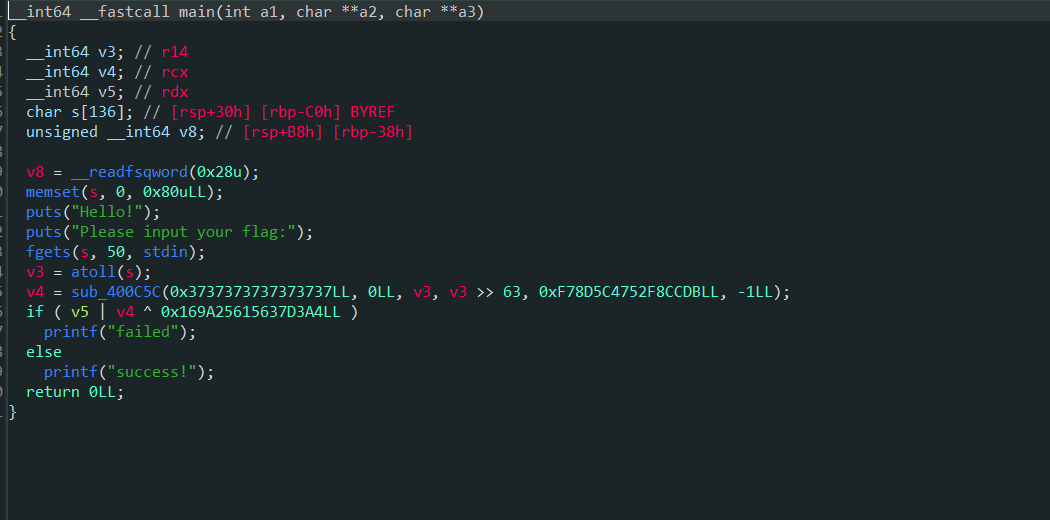 __int64 __fastcall main(int a1, char **a2, char **a3)
{
  __int64 v3; // r14
  __int64 v4; // rcx
  __int64 v5; // rdx
  char s[136]; // [rsp+30h] [rbp-C0h] BYREF
  unsigned __int64 v8; // [rsp+B8h] [rbp-38h]
  v8 = __readfsqword(0x28u);
  memset(s, 0, 0x80uLL);
  puts("Hello!");
  puts("Please input your flag:");
  fgets(s, 50, stdin);
  v3 = atoll(s);
  v4 = sub_400C5C(0x3737373737373737LL, 0LL, v3, v3 >> 63, 0xF78D5C4752F8CCDBLL, -1LL);
  if ( v5 | v4 ^ 0x169A25615637D3A4LL )
    printf("failed");
  else
    printf("success!");
  return 0LL;
}